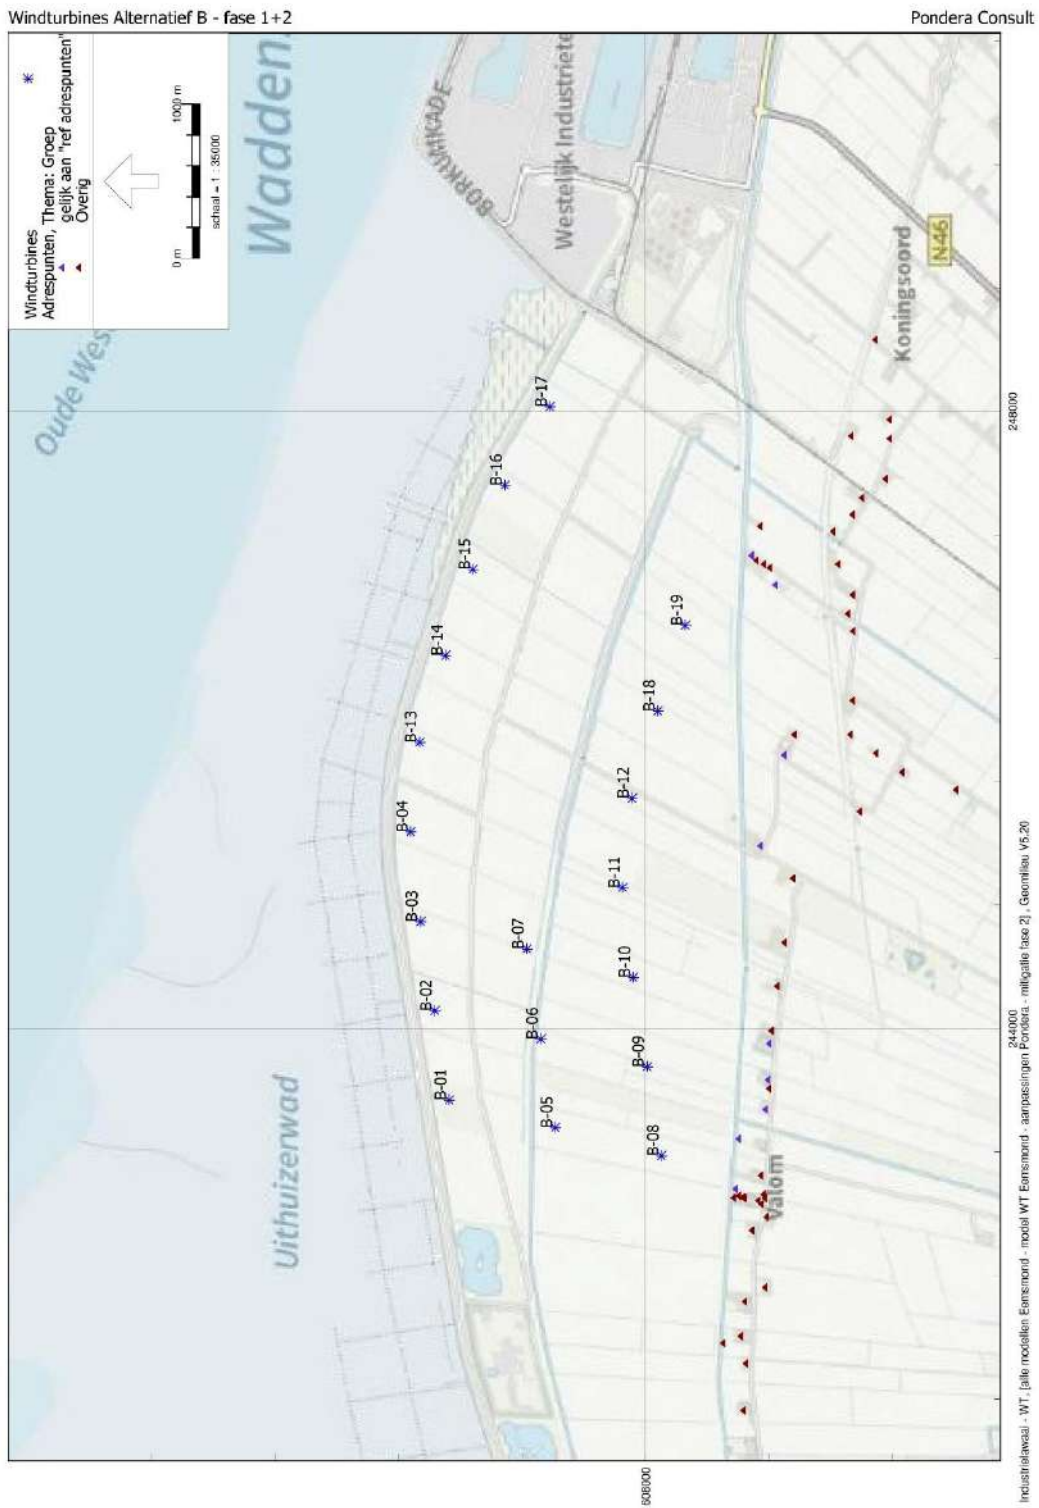 Windturbines Alternatief B - fase 1+2
Pondera Consult
Windturbines
Adrespunten, Thema: Groep
gelijk aan "ref adrespunten"
Overig
0 m
1000 m
schaal = 1 : 35000
Oude Wes
Wadden
BORKUMKADE
Westelijk Industrieterr
Koningsoord
N46
Uithuizerwad
Valom
B-17
B-16
B-15
B-14
B-13
B-04
B-03
B-02
B-01
B-07
B-06
B-05
B-19
B-18
B-12
B-11
B-10
B-09
B-08
248000
244000
608000
Industrielawaai - WT, [alle modellen Eemsmond - model WT Eemsmond - aanpassingen Pondera - mitigatie fase 2] , Geomilieu V5.20